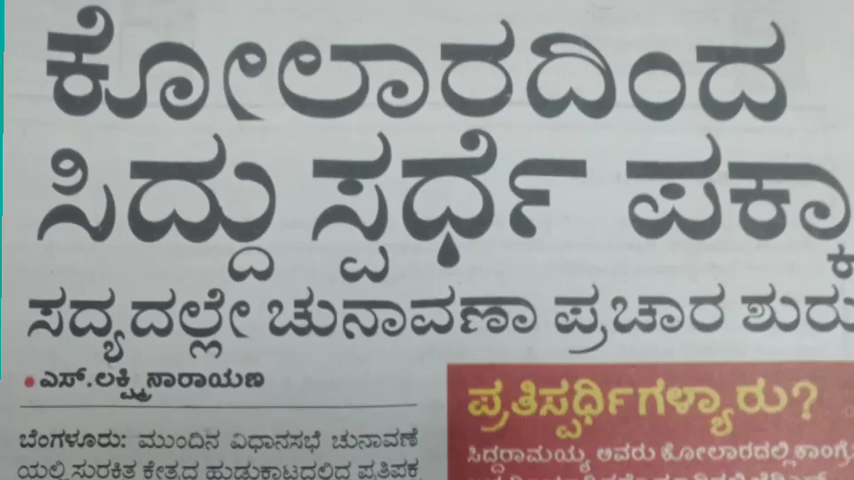 ಕೋಲಾರದಿಂದ
ಸಿದ್ದು ಸ್ಪರ್ಧೆ ಪಕ್ಕಾ
ಸದ್ಯದಲ್ಲೇ ಚುನಾವಣಾ ಪ್ರಚಾರ ಶುರು
• ಎಸ್.ಲಕ್ಷ್ಮಿನಾರಾಯಣ
ಬೆಂಗಳೂರು: ಮುಂದಿನ ವಿಧಾನಸಭೆ ಚುನಾವಣೆ
ಯಲ್ಲಿ ಸುರಕ್ಷಿತ ಕ್ಷೇತ್ರದ ಹುಡುಕಾಟದಲ್ಲಿದ್ದ ಪ್ರತಿಪಕ್ಷ
ಪ್ರತಿಸ್ಪರ್ಧಿಗಳ್ಯಾರು?
ಸಿದ್ದರಾಮಯ್ಯ ಅವರು ಕೋಲಾರದಲ್ಲಿ